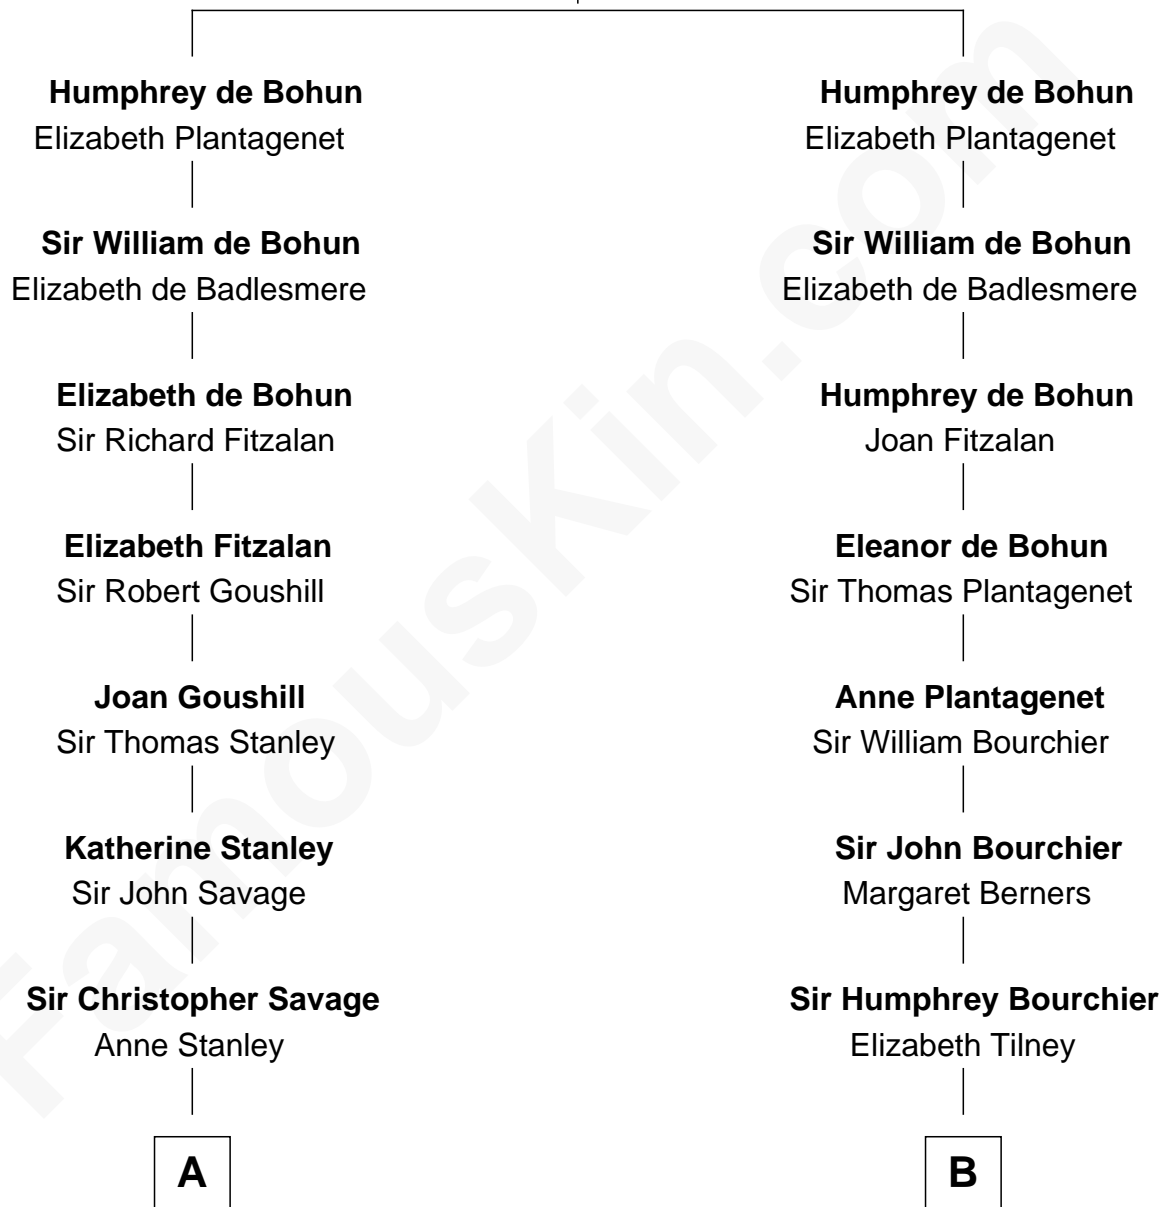 Humphrey de Bohun
Elizabeth Plantagenet
Sir William de Bohun
Elizabeth de Badlesmere
Elizabeth de Bohun
Sir Richard Fitzalan
Elizabeth Fitzalan
Sir Robert Goushill
Joan Goushill
Sir Thomas Stanley
Katherine Stanley
Sir John Savage
Sir Christopher Savage
Anne Stanley
A
Humphrey de Bohun
Elizabeth Plantagenet
Sir William de Bohun
Elizabeth de Badlesmere
Humphrey de Bohun
Joan Fitzalan
Eleanor de Bohun
Sir Thomas Plantagenet
Anne Plantagenet
Sir William Bourchier
Sir John Bourchier
Margaret Berners
Sir Humphrey Bourchier
Elizabeth Tilney
B
FamousKin.com